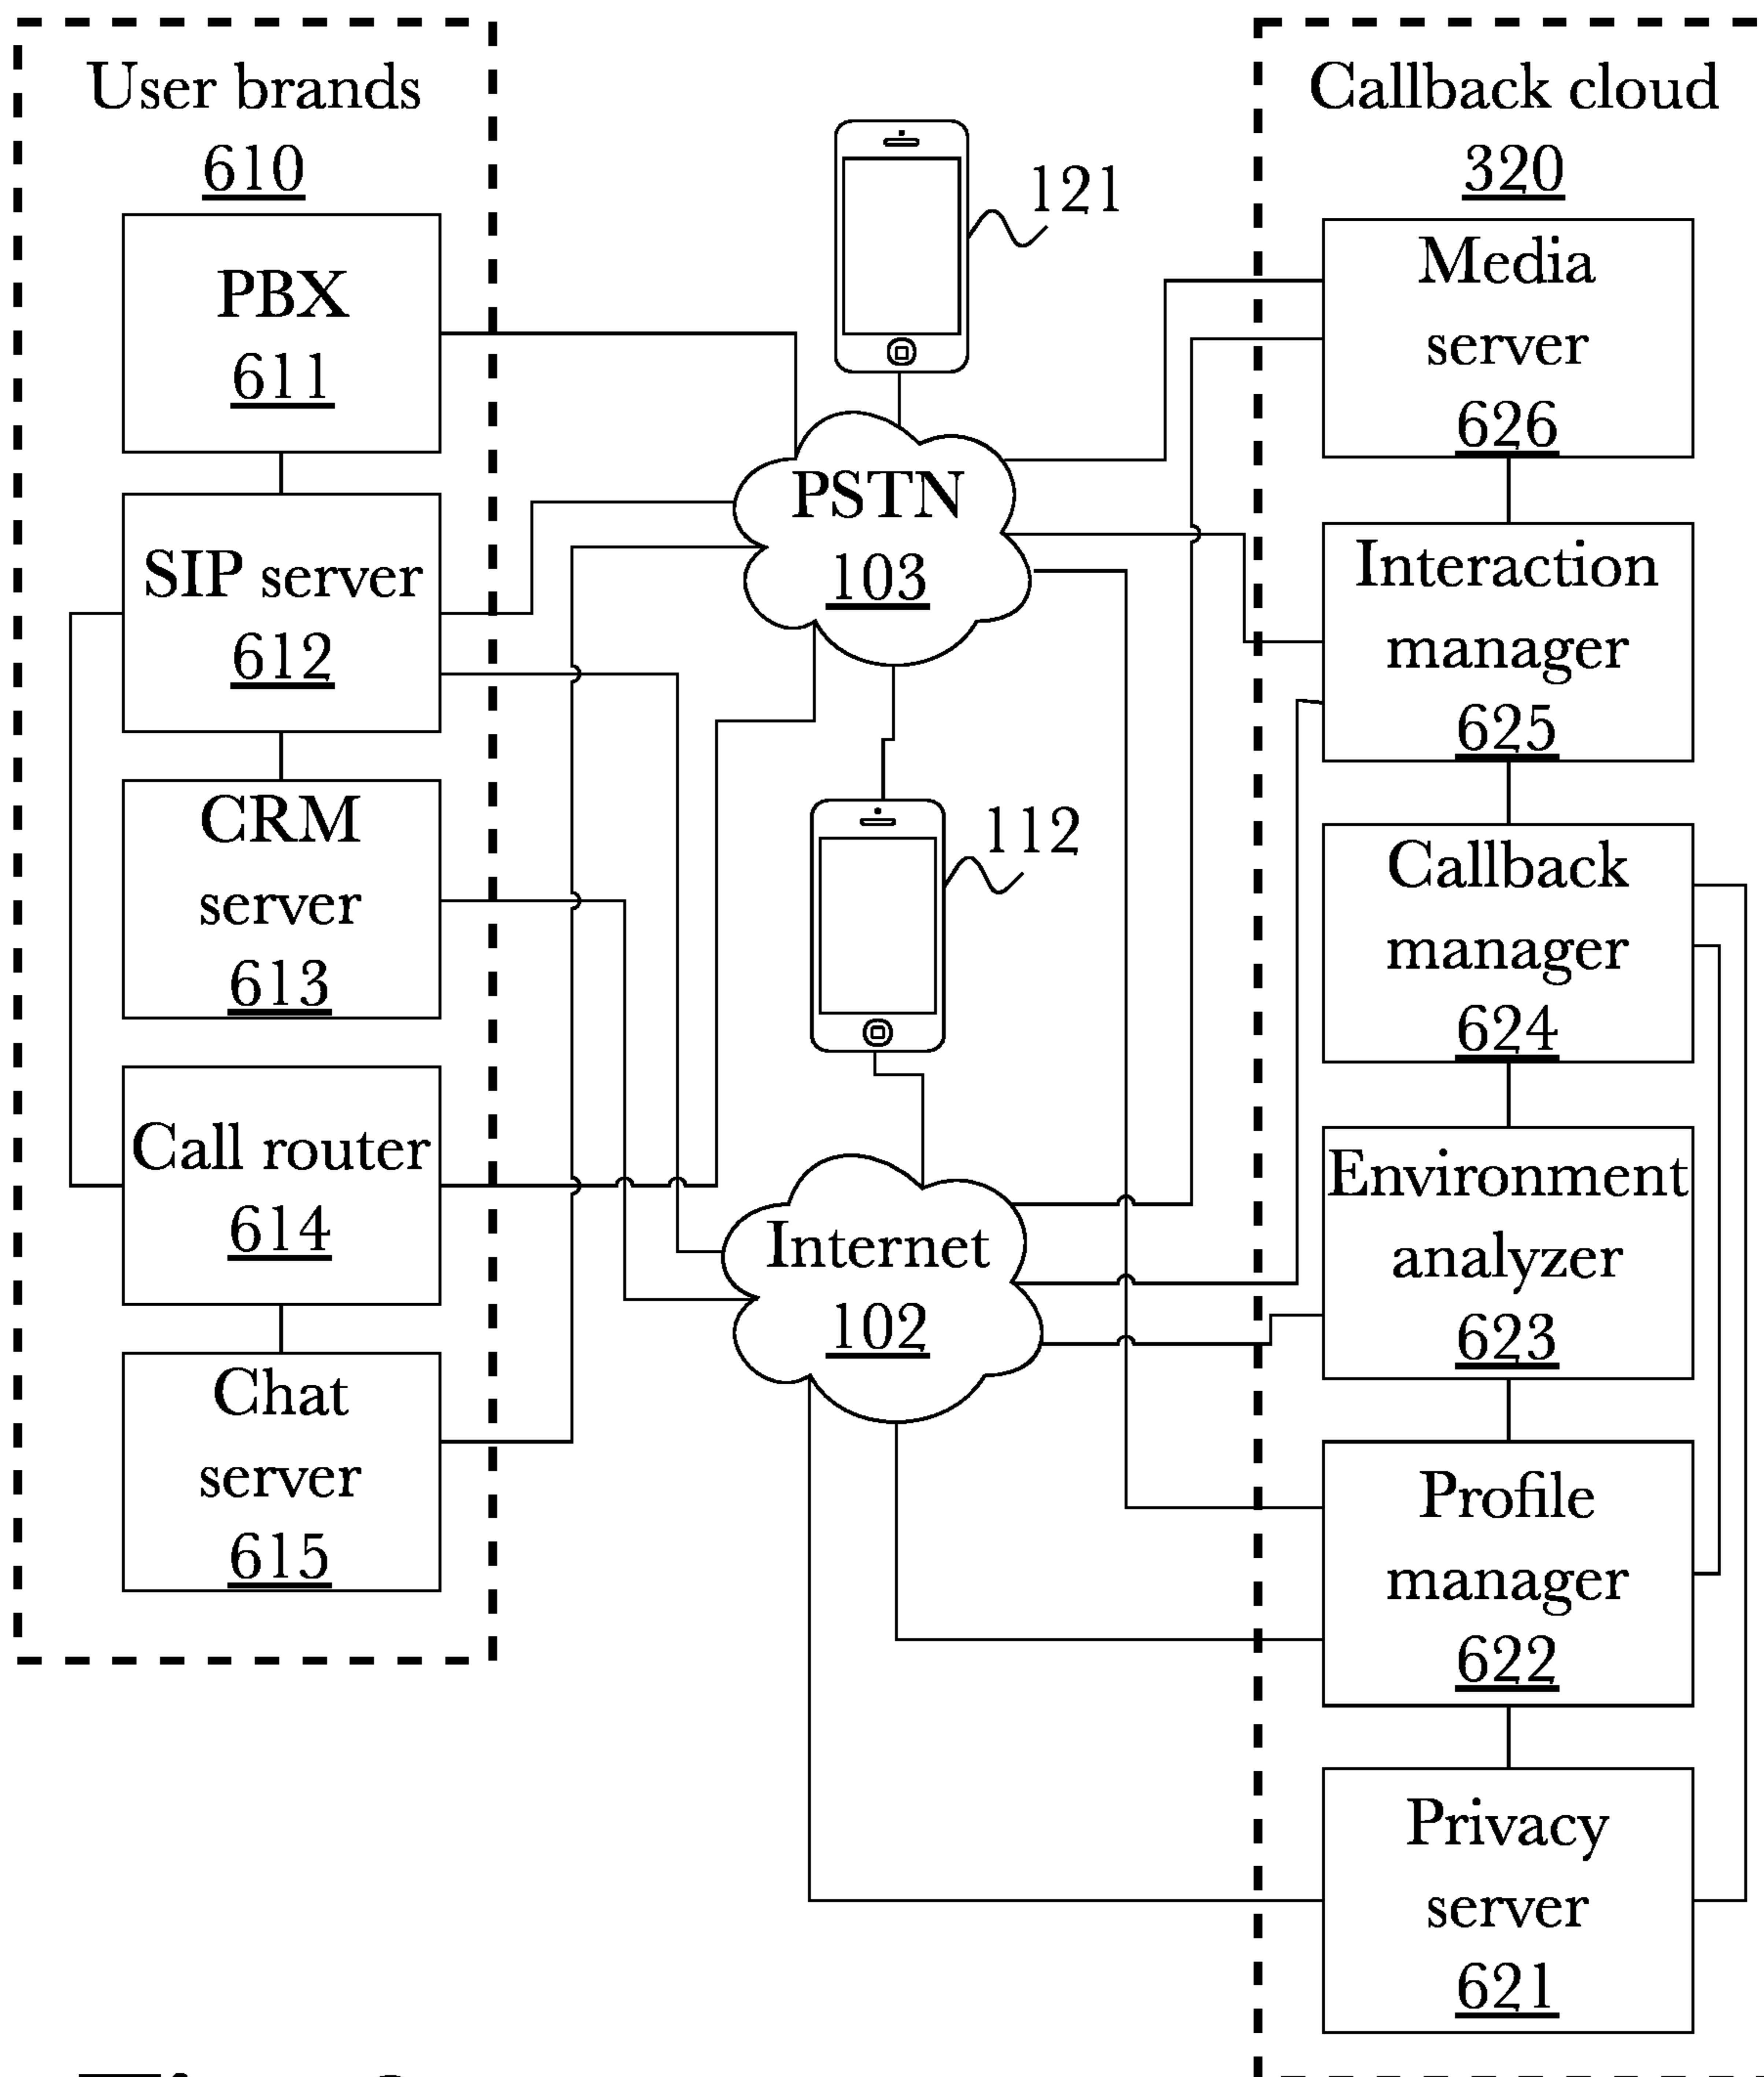 User brands
610
PBX
611
SIP server
612
CRM
server
613
Call router
614
Chat
server
615
121
PSTN
103
112
Internet
102
Callback cloud
320
Media
server
626
Interaction
manager
625
Callback
manager
624
Environment
analyzer
623
Profile
manager
622
Privacy
server
621